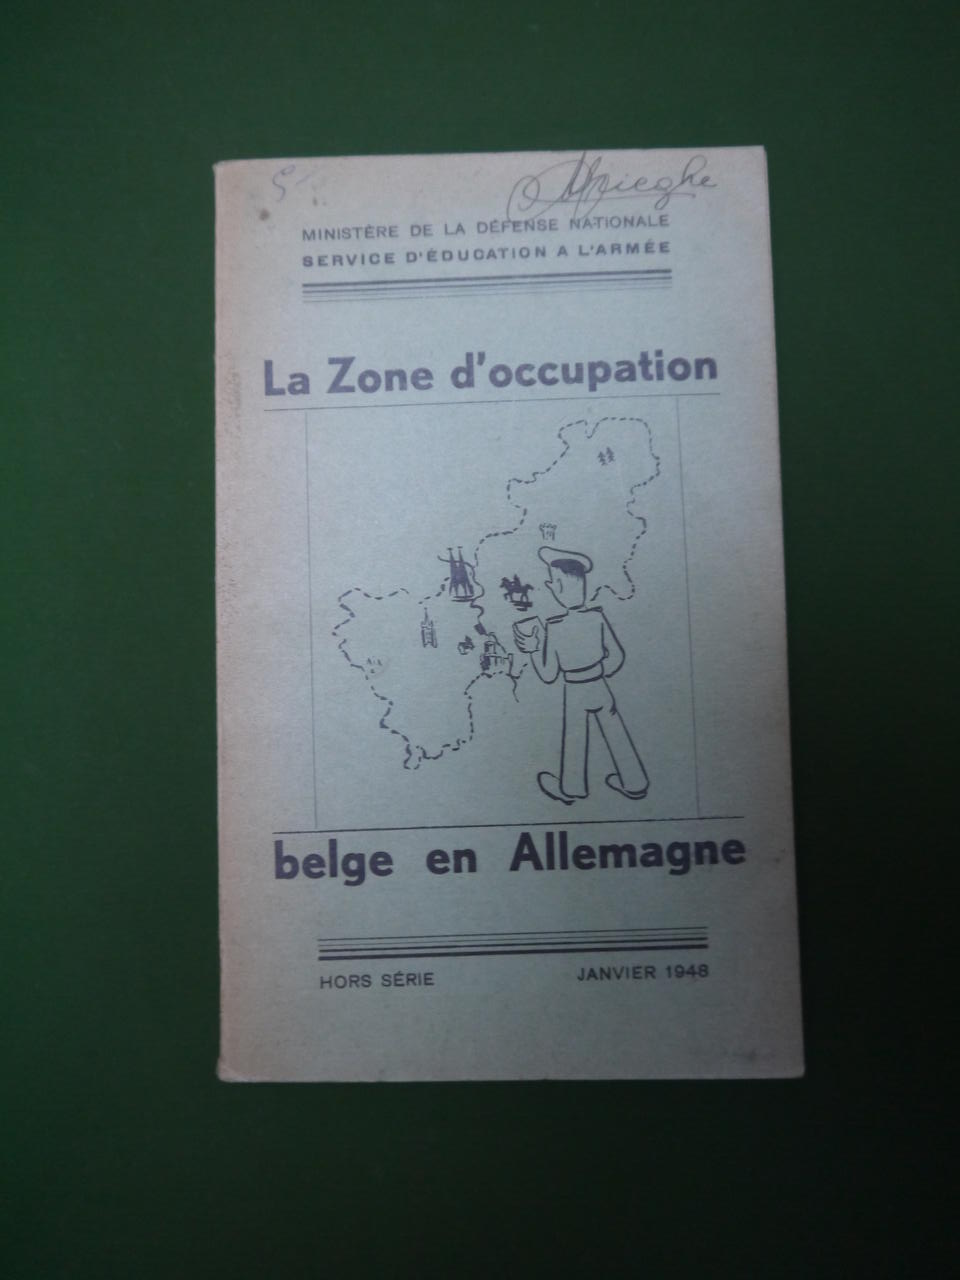 MINISTÈRE DE LA DÉFENSE NATIONALE
SERVICE D'ÉDUCATION A L'ARMÉE
La Zone d'occupation
belge en Allemagne
HORS SÉRIE JANVIER 1948